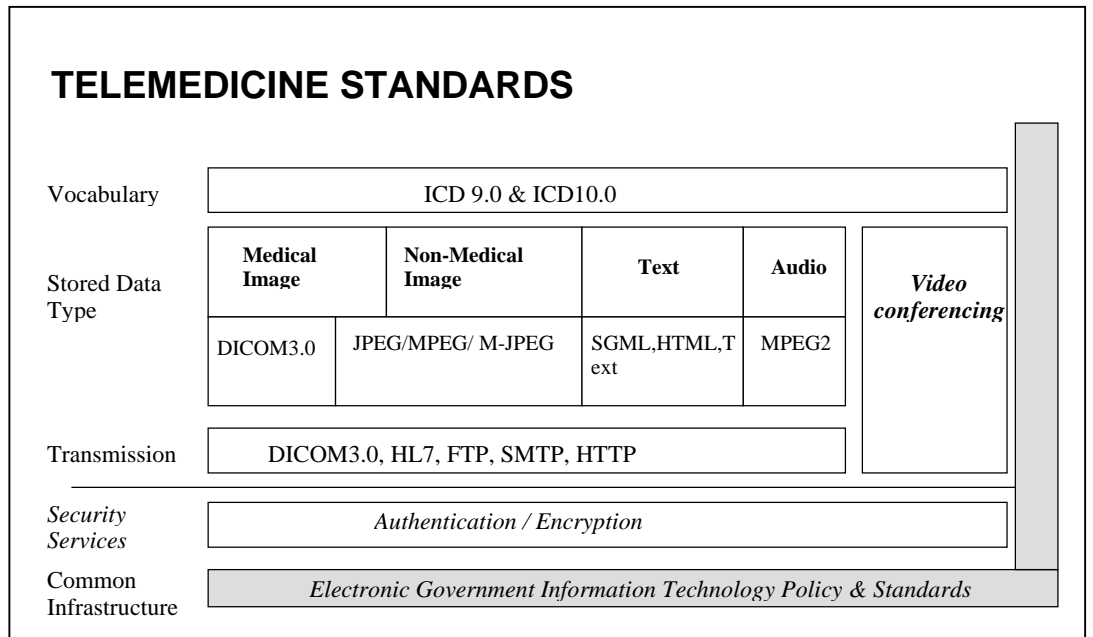 TELEMEDICINE STANDARDS
Vocabulary
ICD 9.0 & ICD10.0
Stored Data
Type
Medical
Image
Non-Medical
Image
Text
Audio
Video
conferencing
DICOM3.0
JPEG/MPEG/ M-JPEG
SGML,HTML,T
ext
MPEG2
Transmission
DICOM3.0, HL7, FTP, SMTP, HTTP
Security
Services
Authentication / Encryption
Common
Infrastructure
Electronic Government Information Technology Policy & Standards